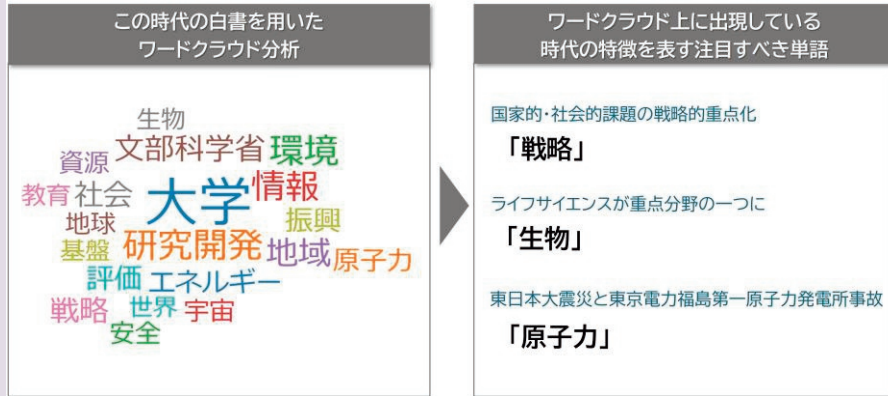 この時代の白書を用いた
ワードクラウド分析
生物
文部科学省 環境
資源
教育 社会 大学 情報
地球 振興
基盤 研究開発 地域 原子力
評価 エネルギー
戦略 世界 宇宙
安全
ワードクラウド上に出現している
時代の特徴を表す注目すべき単語
国家的・社会的課題の戦略的重点化
「戦略」
ライフサイエンスが重点分野の一つに
「生物」
東日本大震災と東京電力福島第一原子力発電所事故
「原子力」